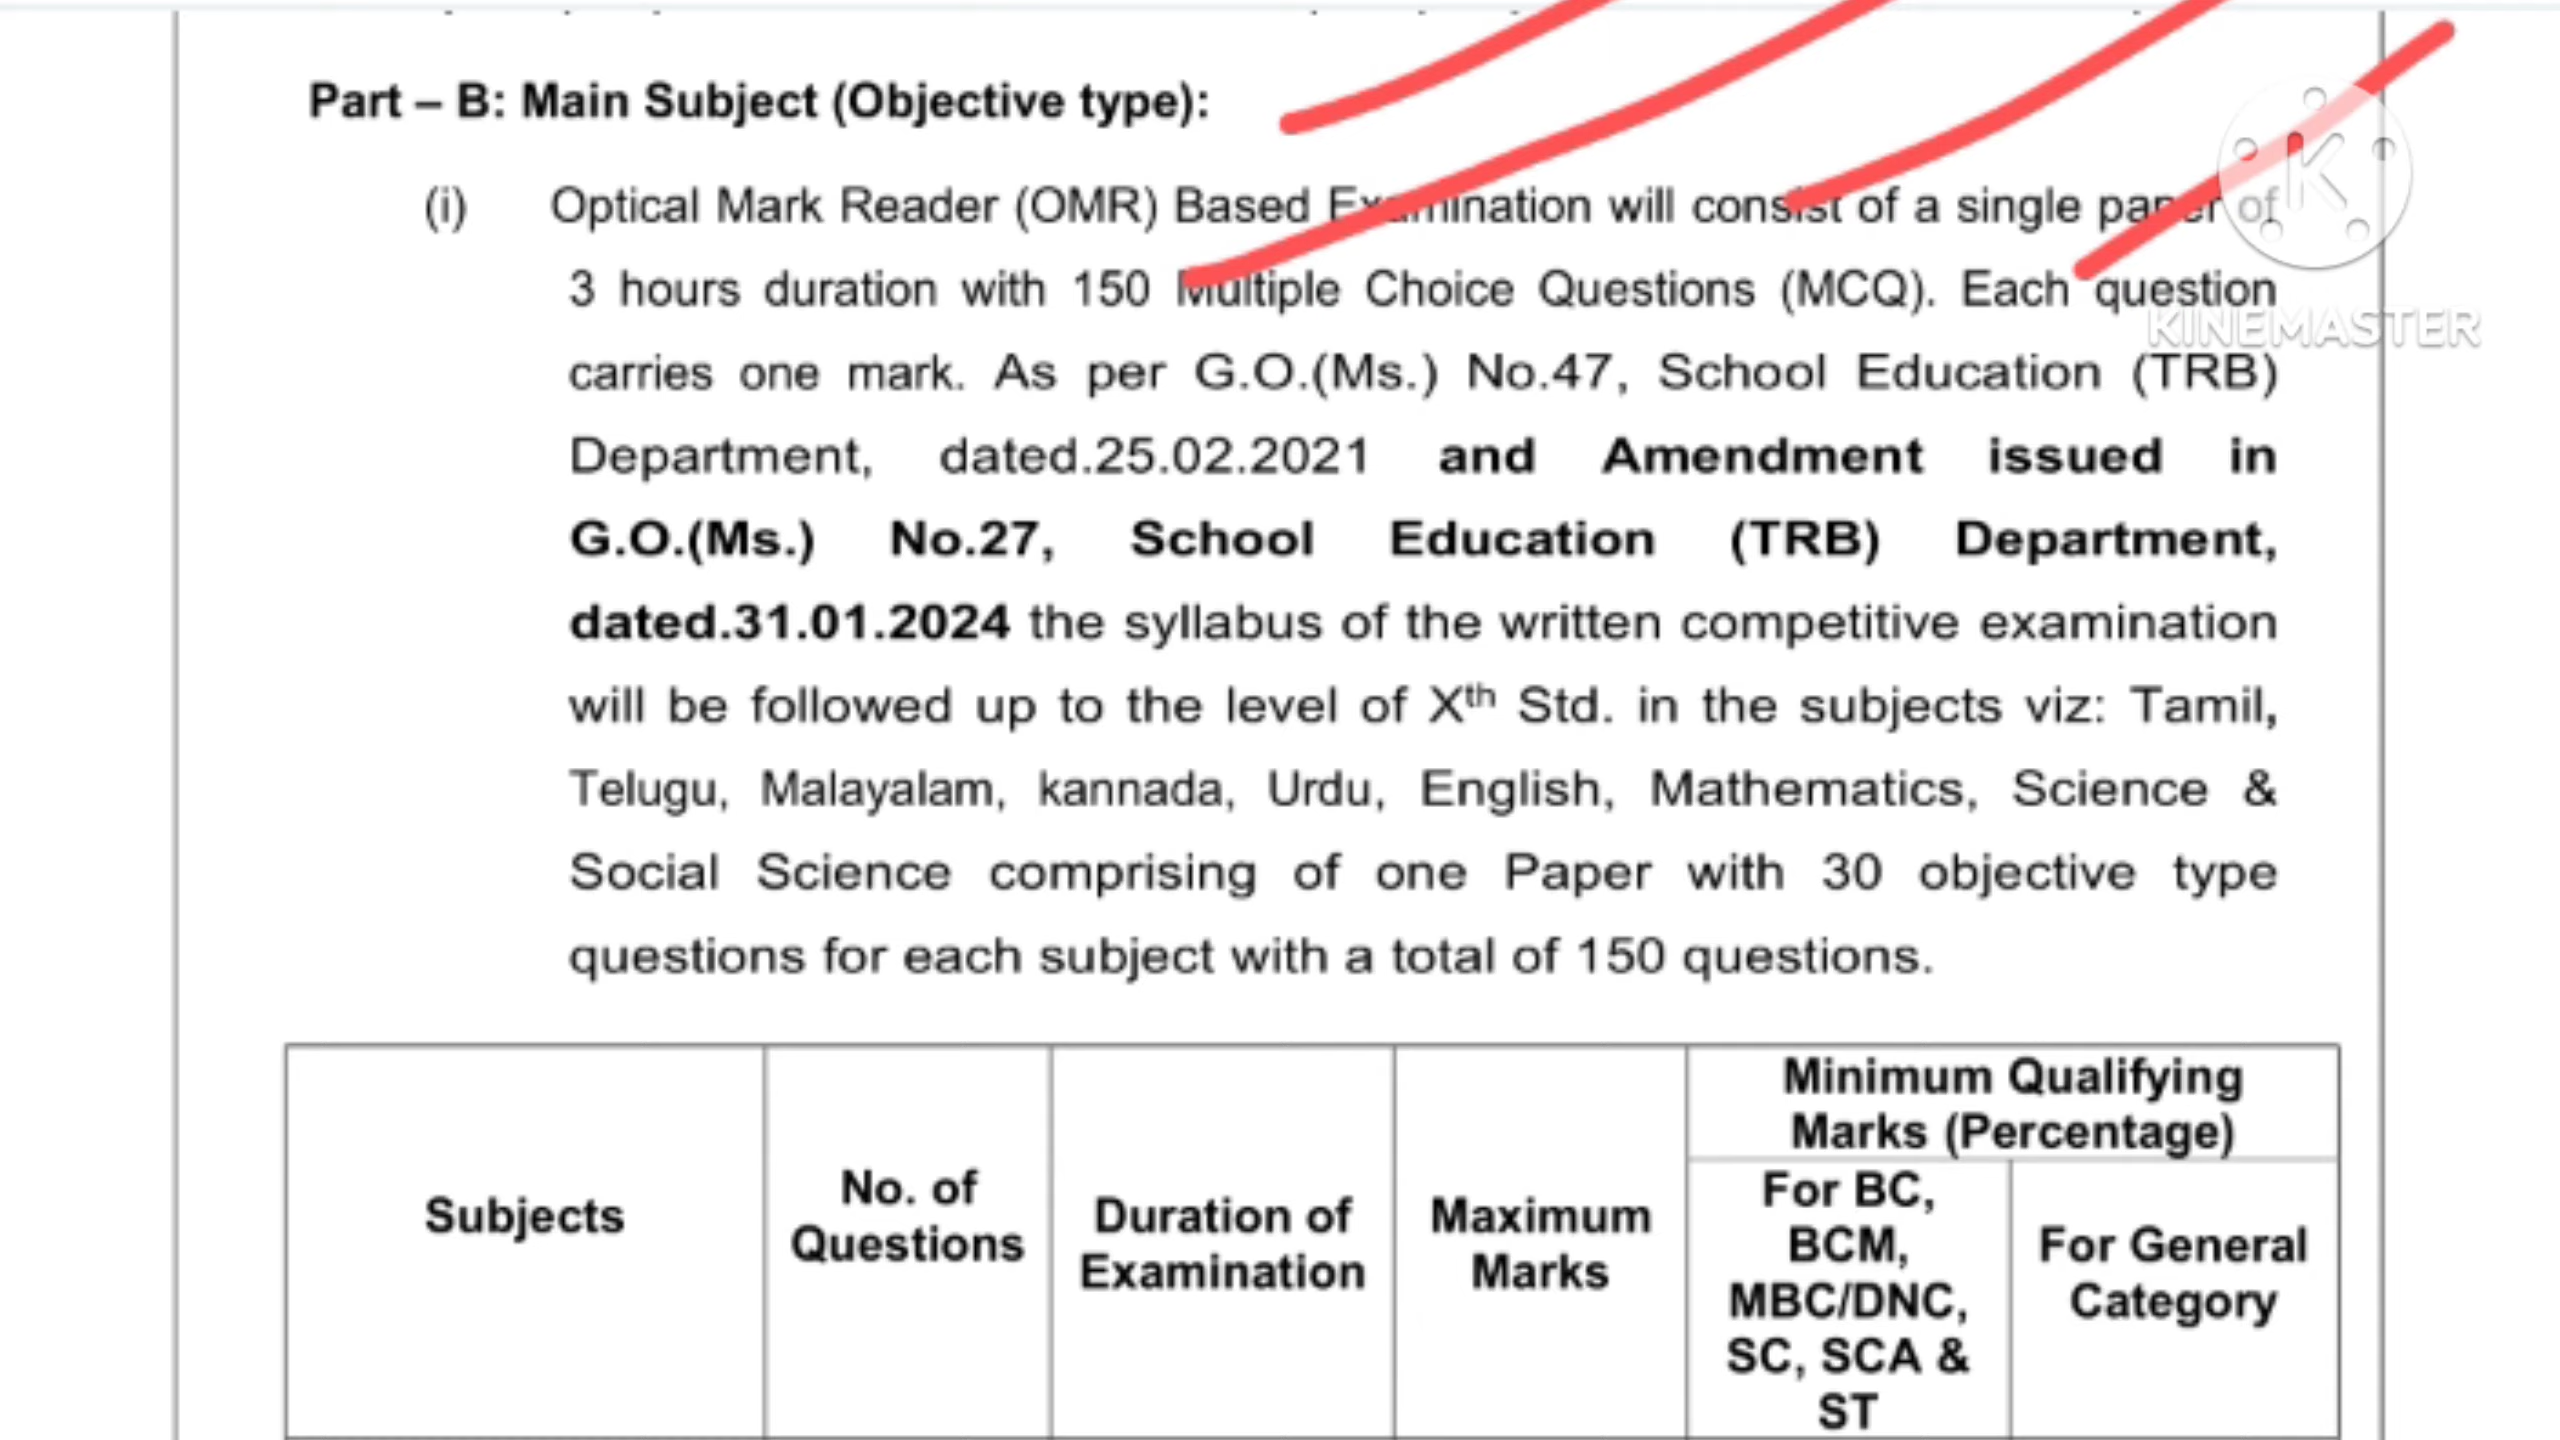 Part – B: Main Subject (Objective type):
(i) Optical Mark Reader (OMR) Based Examination will consist of a single paper of
3 hours duration with 150 Multiple Choice Questions (MCQ). Each question
carries one mark. As per G.O.(Ms.) No.47, School Education (TRB)
Department, dated.25.02.2021 and Amendment issued in
G.O.(Ms.) No.27, School Education (TRB) Department,
dated.31.01.2024 the syllabus of the written competitive examination
will be followed up to the level of Xth Std. in the subjects viz: Tamil,
Telugu, Malayalam, kannada, Urdu, English, Mathematics, Science &
Social Science comprising of one Paper with 30 objective type
questions for each subject with a total of 150 questions.
K
KINEMASTER
Subjects
No. of
Questions
Duration of
Examination
Maximum
Marks
Minimum Qualifying
Marks (Percentage)
For BC,
BCM,
MBC/DNC,
SC, SCA &
ST
For General
Category